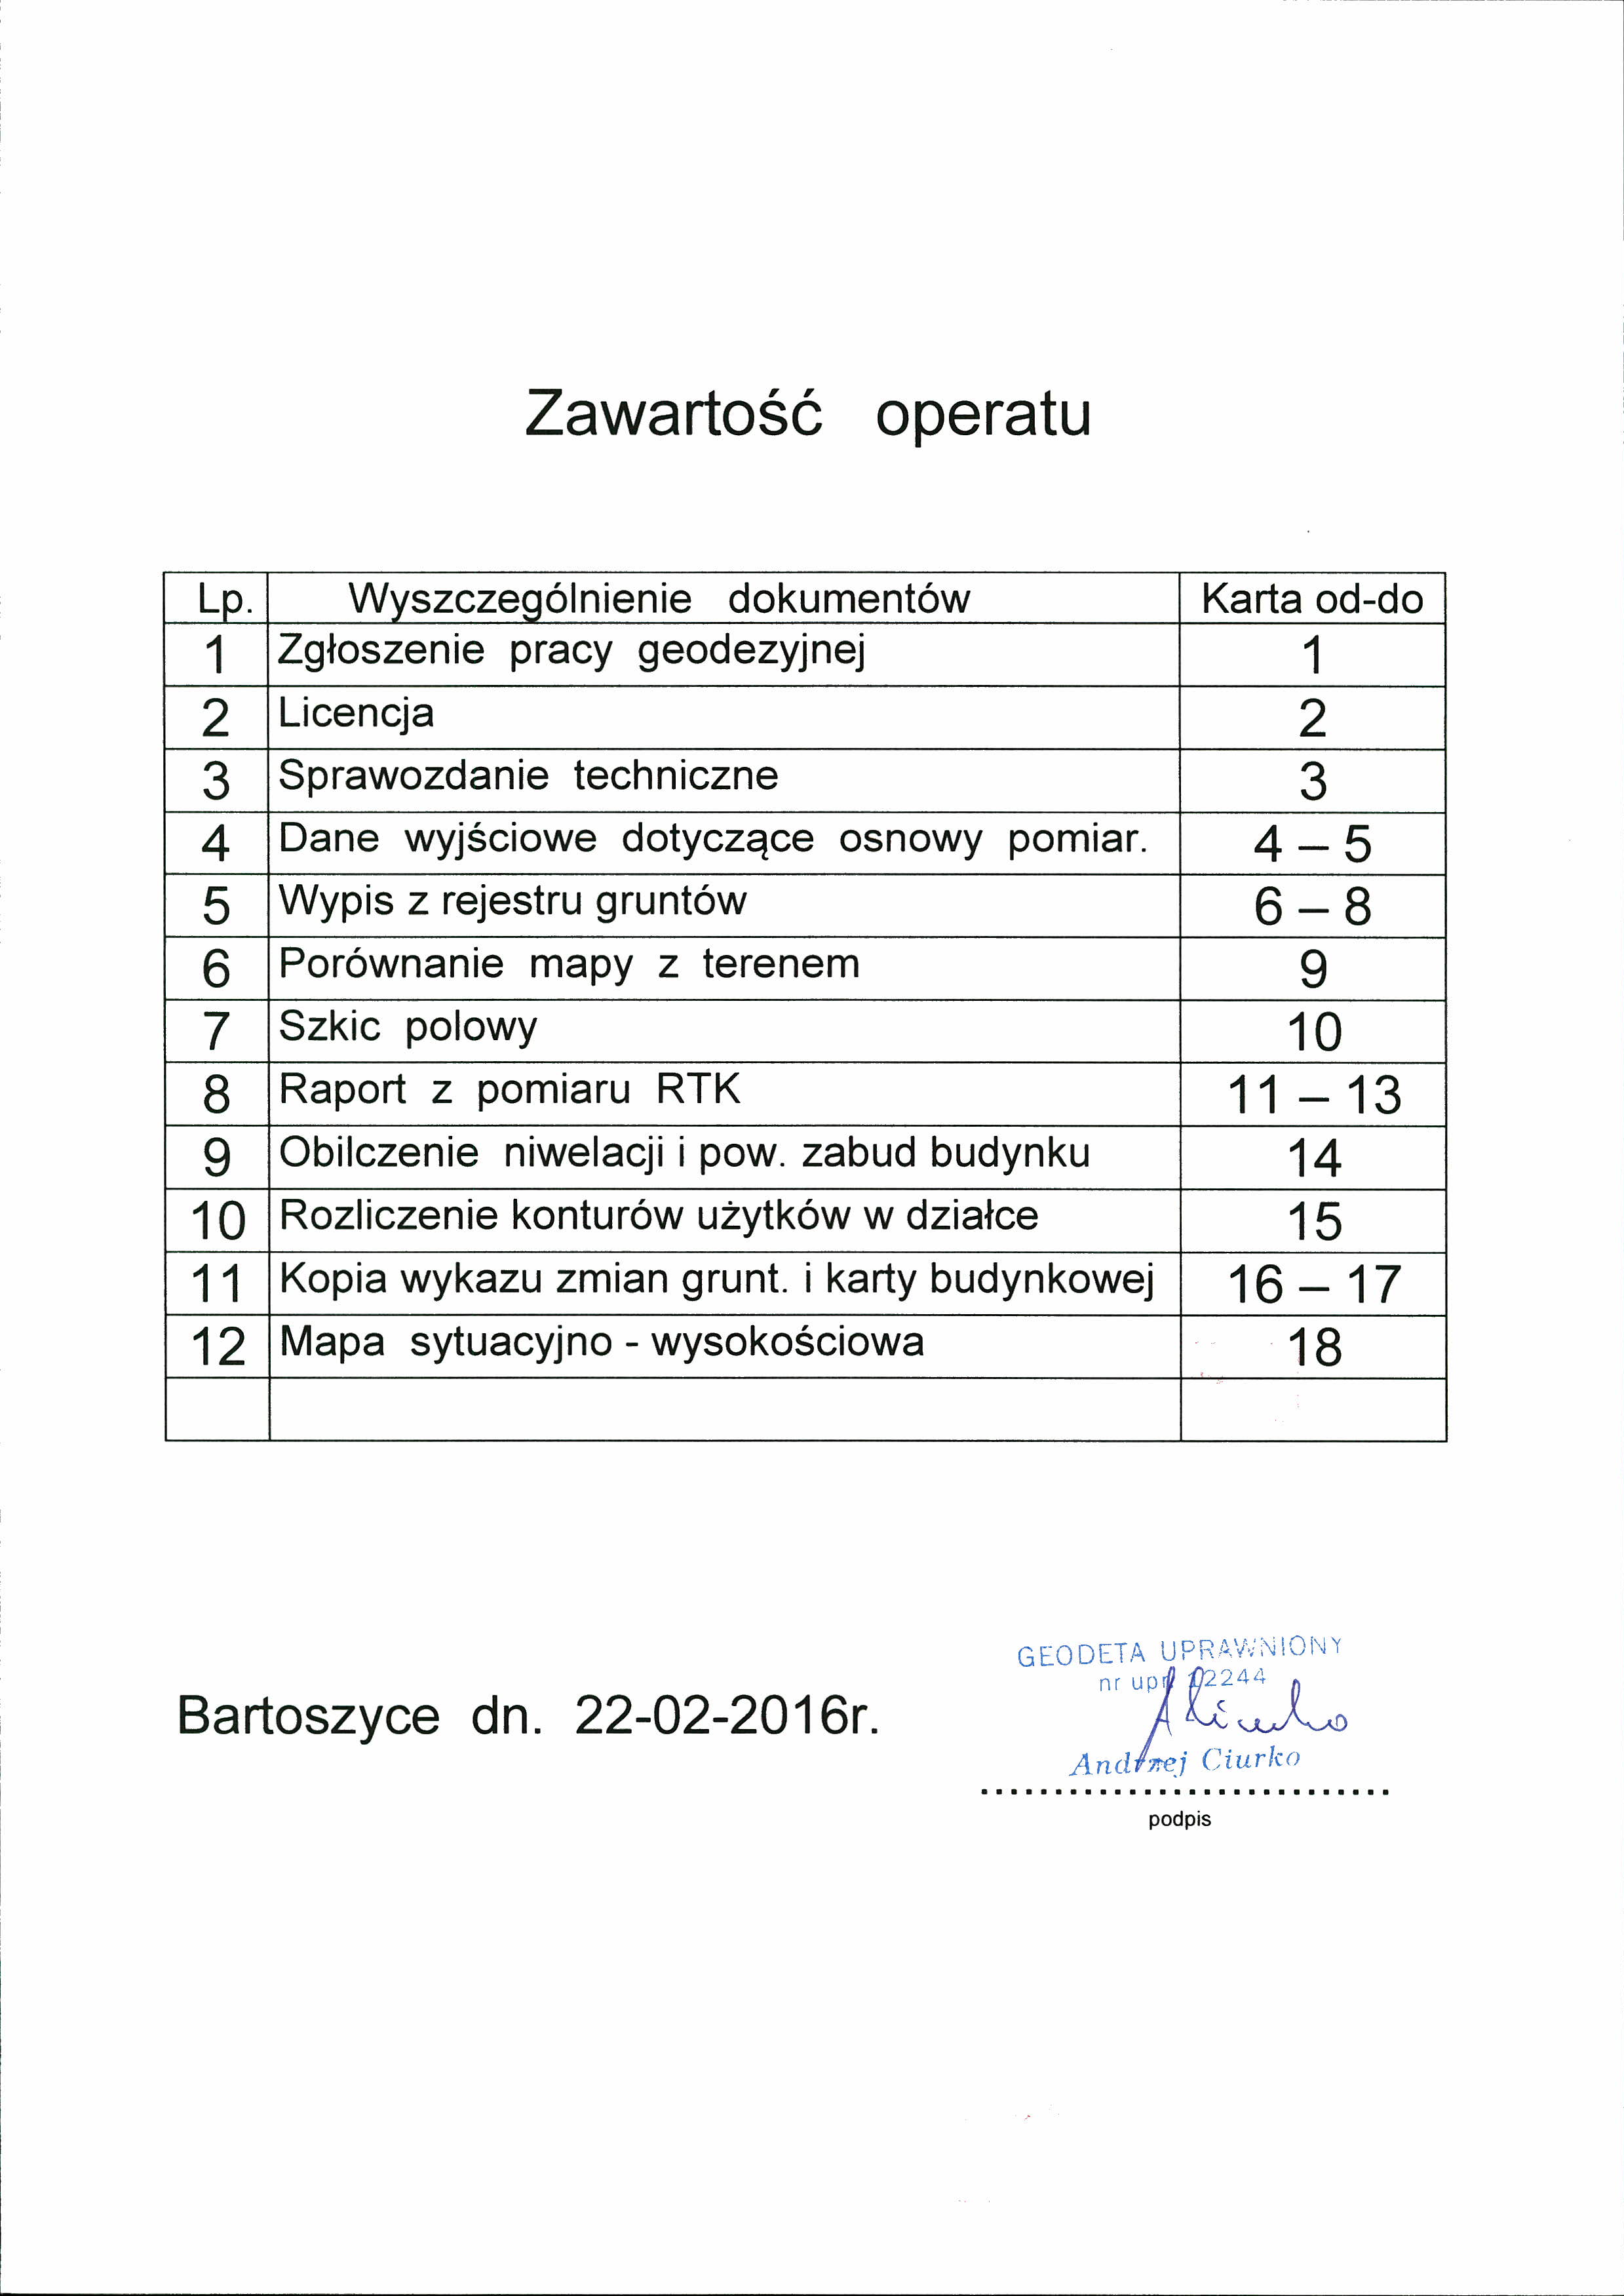 Zawartość operatu
Lp. Wyszczególnienie dokumentów Karta od-do
1 Zgłoszenie pracy geodezyjnej 1
2 Licencja 2
3 Sprawozdanie techniczne 3
4 Dane wyjściowe dotyczące osnowy pomiar. 4 – 5
5 Wypis z rejestru gruntów 6 – 8
6 Porównanie mapy z terenem 9
7 Szkic polowy 10
8 Raport z pomiaru RTK 11 – 13
9 Obilczenie niwelacji i pow. zabud budynku 14
10 Rozliczenie konturów użytków w działce 15
11 Kopia wykazu zmian grunt. i karty budynkowej 16 – 17
12 Mapa sytuacyjno - wysokościowa 18
GEODETA UPRAWNIONY
nr upr. 12244
Bartoszyce dn. 22-02-2016r.
Andrzej Ciurko
podpis